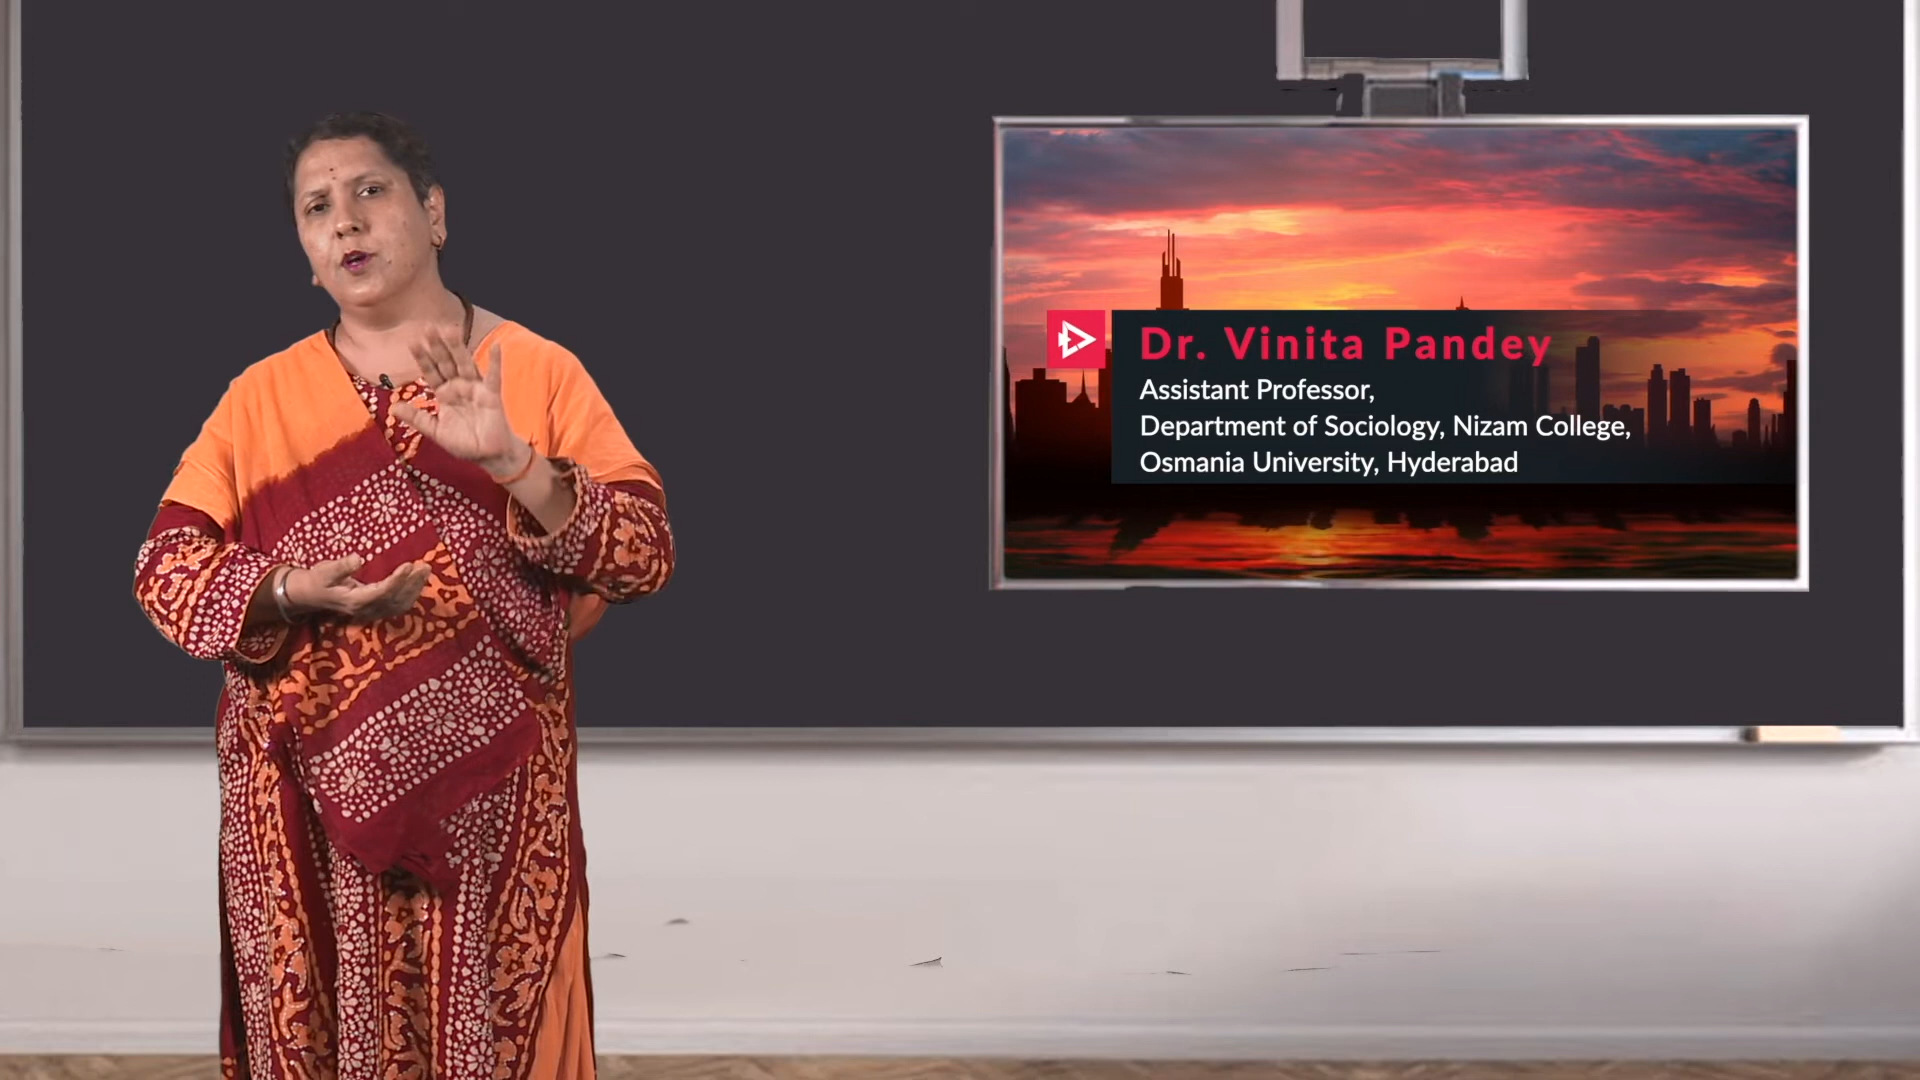 Dr. Vinita Pandey
Assistant Professor,
Department of Sociology, Nizam College,
Osmania University, Hyderabad